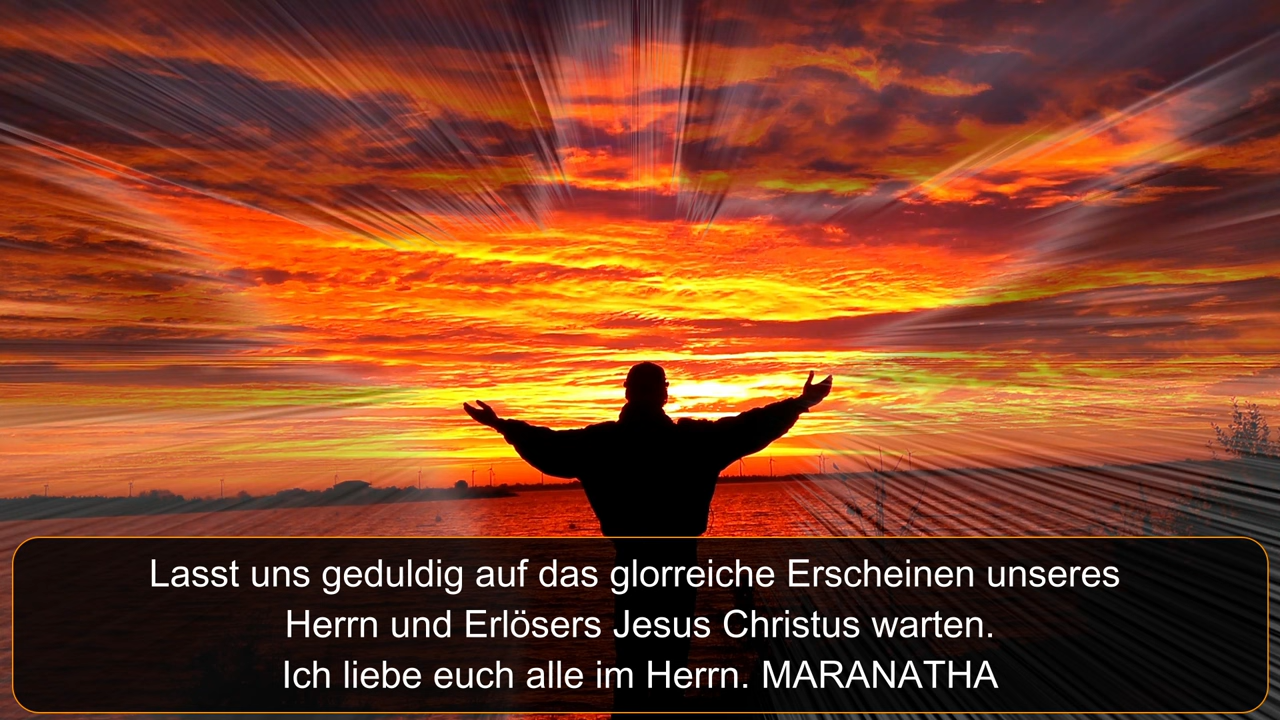 Lasst uns geduldig auf das glorreiche Erscheinen unseres
Herrn und Erlösers Jesus Christus warten.
Ich liebe euch alle im Herrn. MARANATHA